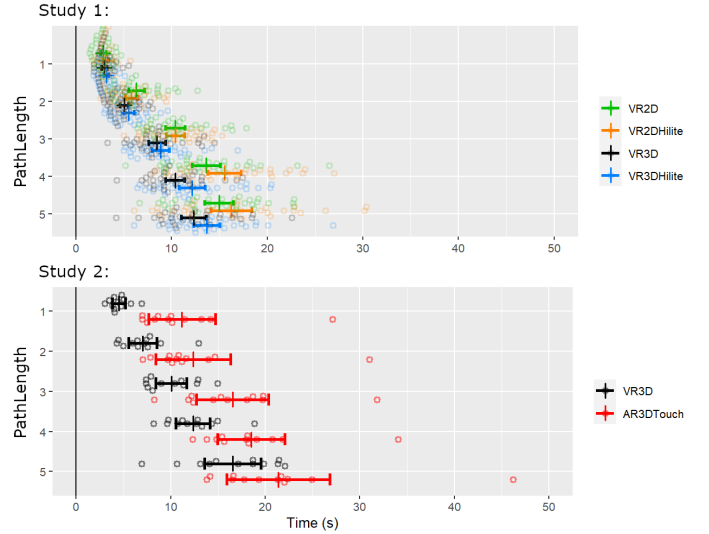 Study 1:
PathLength
1
2
3
4
5
0 10 20 30 40 50
VR2D
VR2DHilite
VR3D
VR3DHilite
Study 2:
PathLength
1
2
3
4
5
0 10 20 30 40 50
Time (s)
VR3D
AR3DTouch